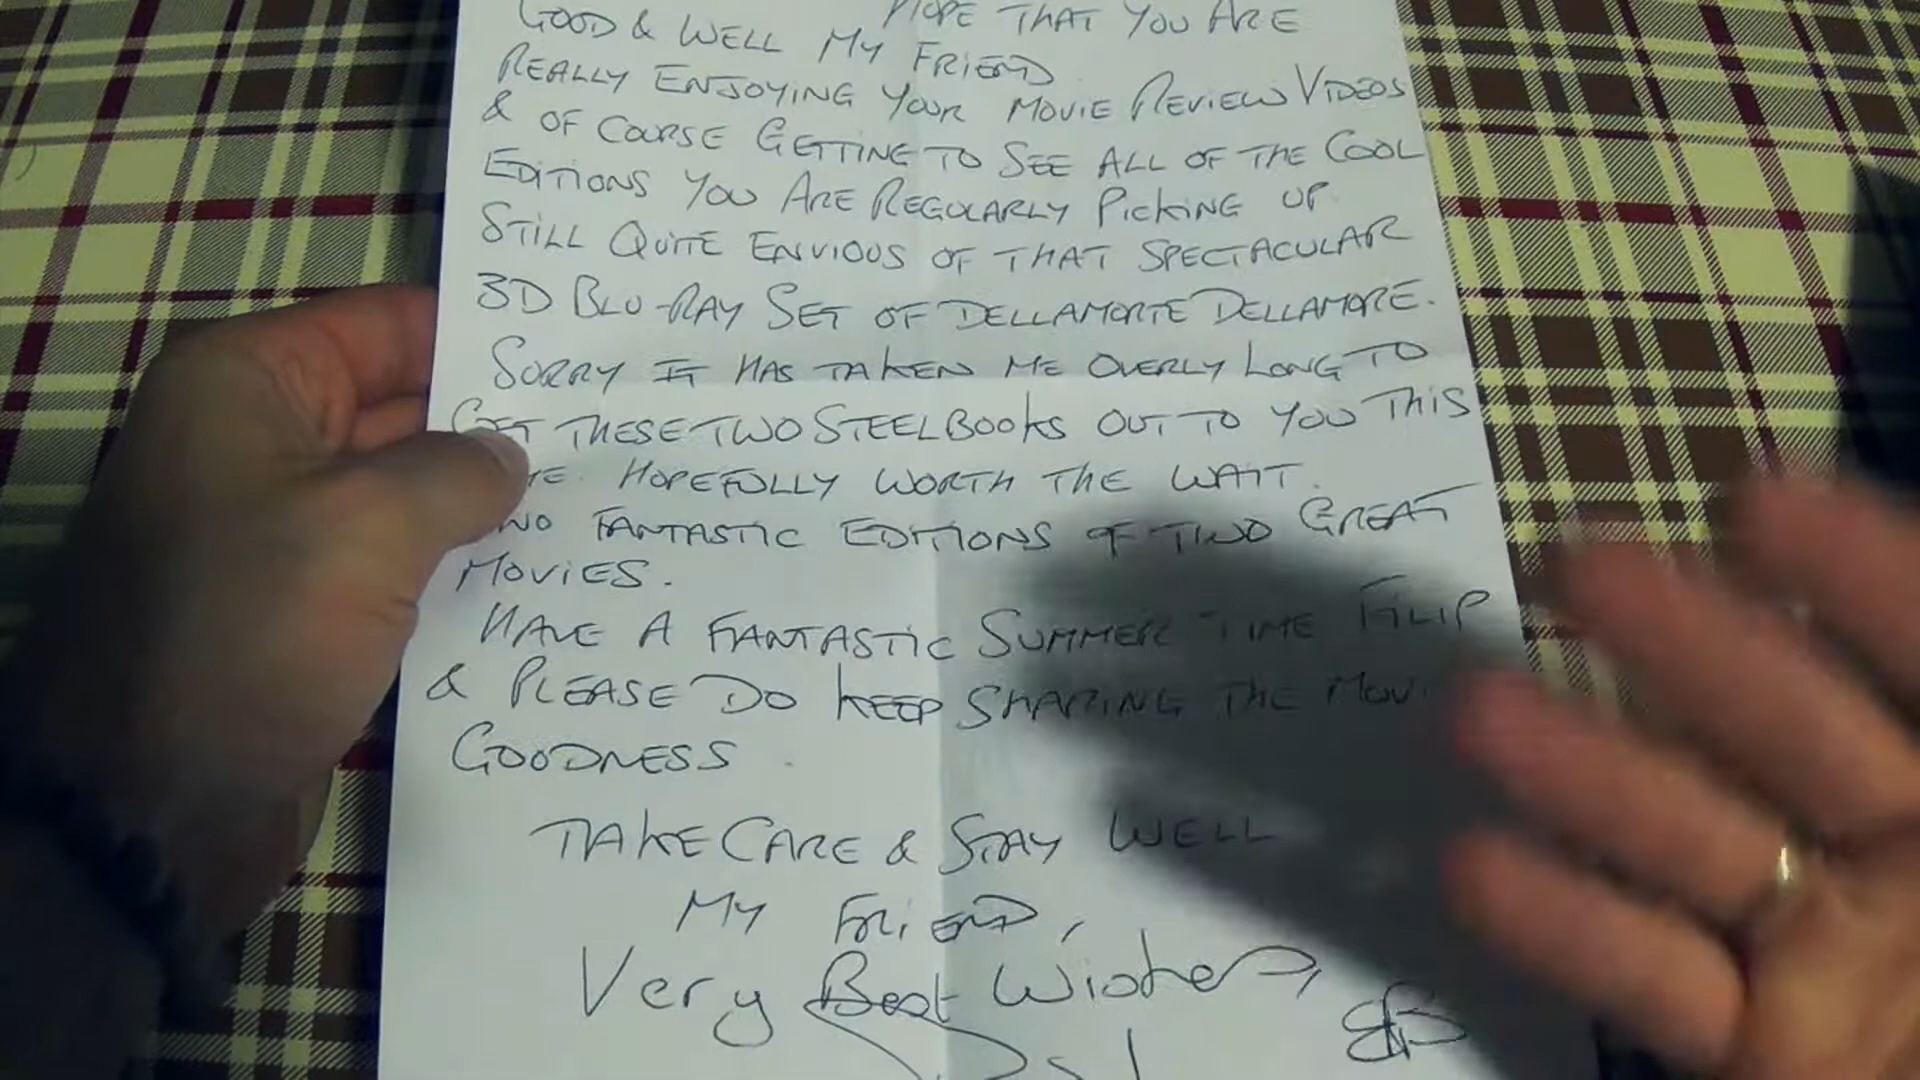 HOPE THAT YOU ARE
GOOD & WELL MY FRIEND
REALLY ENJOYING YOUR MOVIE REVIEW VIDEOS
& OF COURSE GETTING TO SEE ALL OF THE COOL
EDITIONS YOU ARE REGULARLY PICKING UP
STILL QUITE ENVIOUS OF THAT SPECTACULAR
3D BLU-RAY SET OF DELLAMORTE DELLAMORE.
SORRY IT HAS TAKEN ME OVERLY LONG TO
GET THESE TWO STEELBOOKS OUT TO YOU THIS
HOPEFULLY WORTH THE WAIT.
FANTASTIC EDITIONS OF TWO GREAT
MOVIES.
HAVE A FANTASTIC SUMMER TIME FILIP
& PLEASE DO KEEP SHARING THE
GOODNESS
TAKE CARE & STAY WELL
MY FRIEND,
Very Best Wishes,